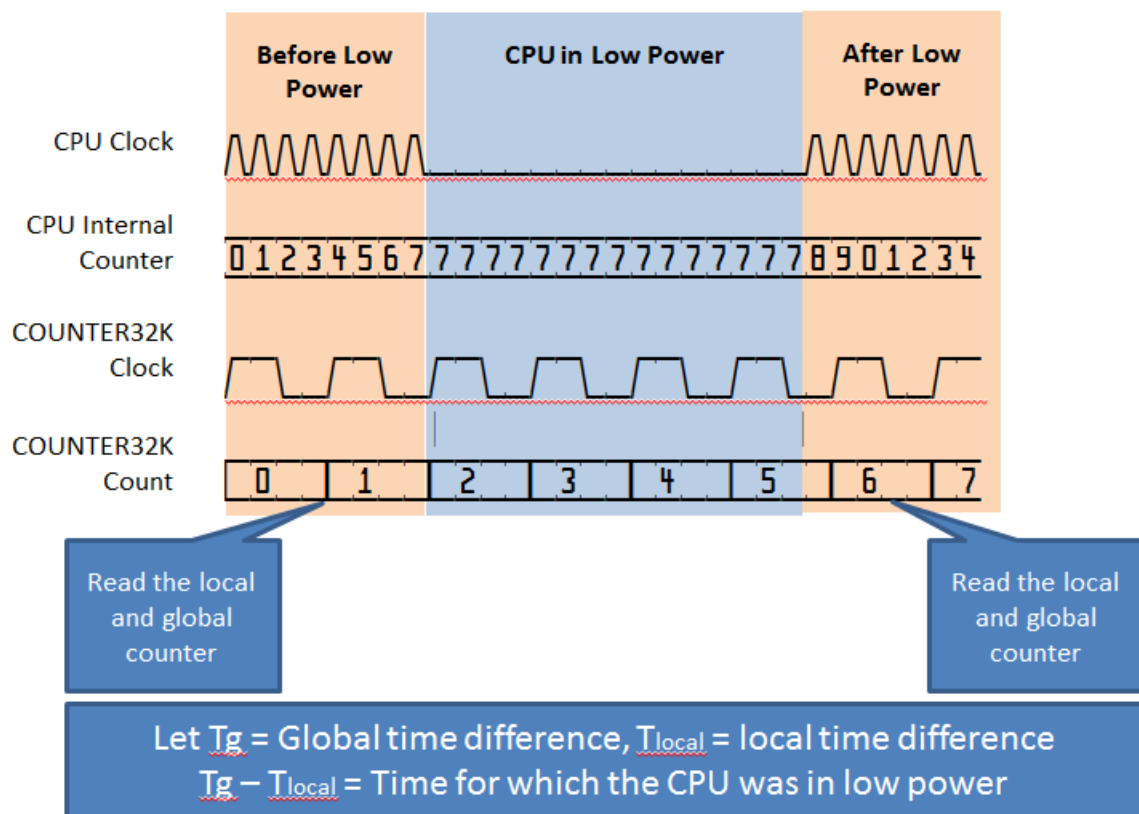 Before Low
Power
CPU in Low Power
After Low
Power
CPU Clock
CPU Internal
Counter
0 1 2 3 4 5 6 7 7 7 7 7 7 7 7 7 7 7 7 7 7 7 7 8 9 0 1 2 3 4
COUNTER32K
Clock
COUNTER32K
Count
0 1 2 3 4 5 6 7
Read the local
and global
counter
Read the local
and global
counter
Let Tg = Global time difference, Tlocal = local time difference
Tg – Tlocal = Time for which the CPU was in low power